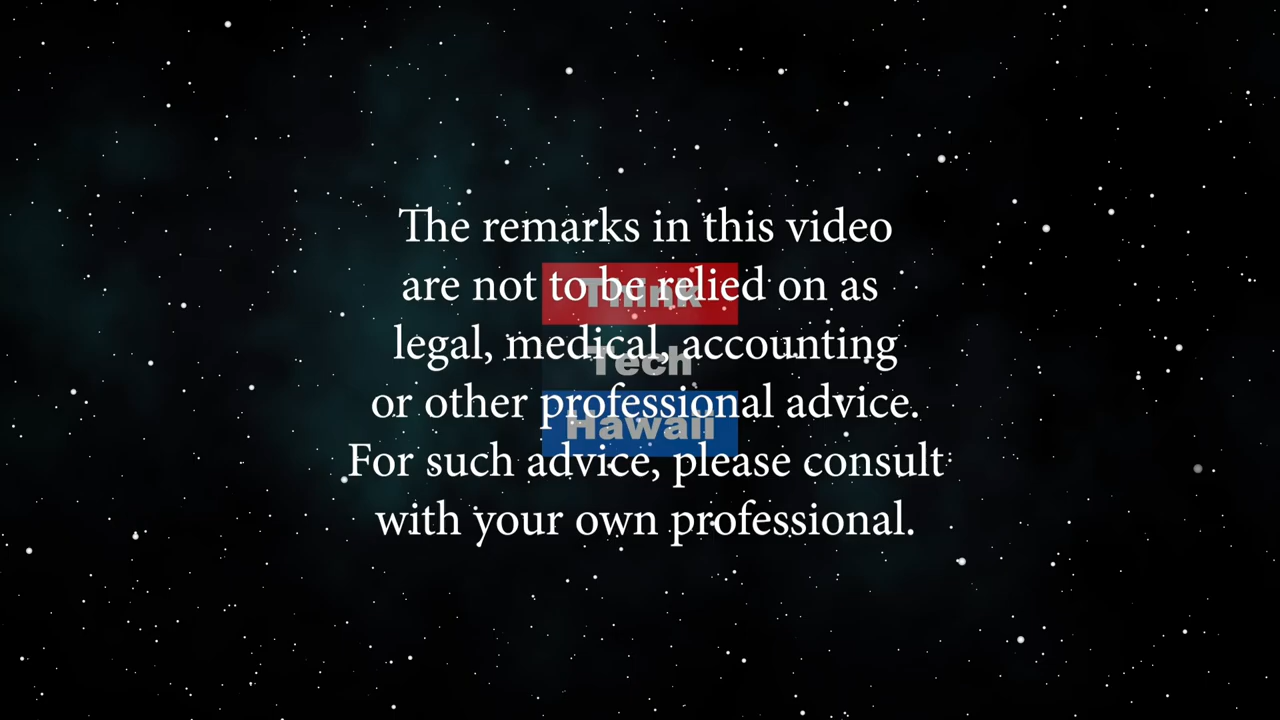 The remarks in this video
are not to be relied on as
legal, medical, accounting
or other professional advice.
For such advice, please consult
with your own professional.
Think
Tech
Hawaii